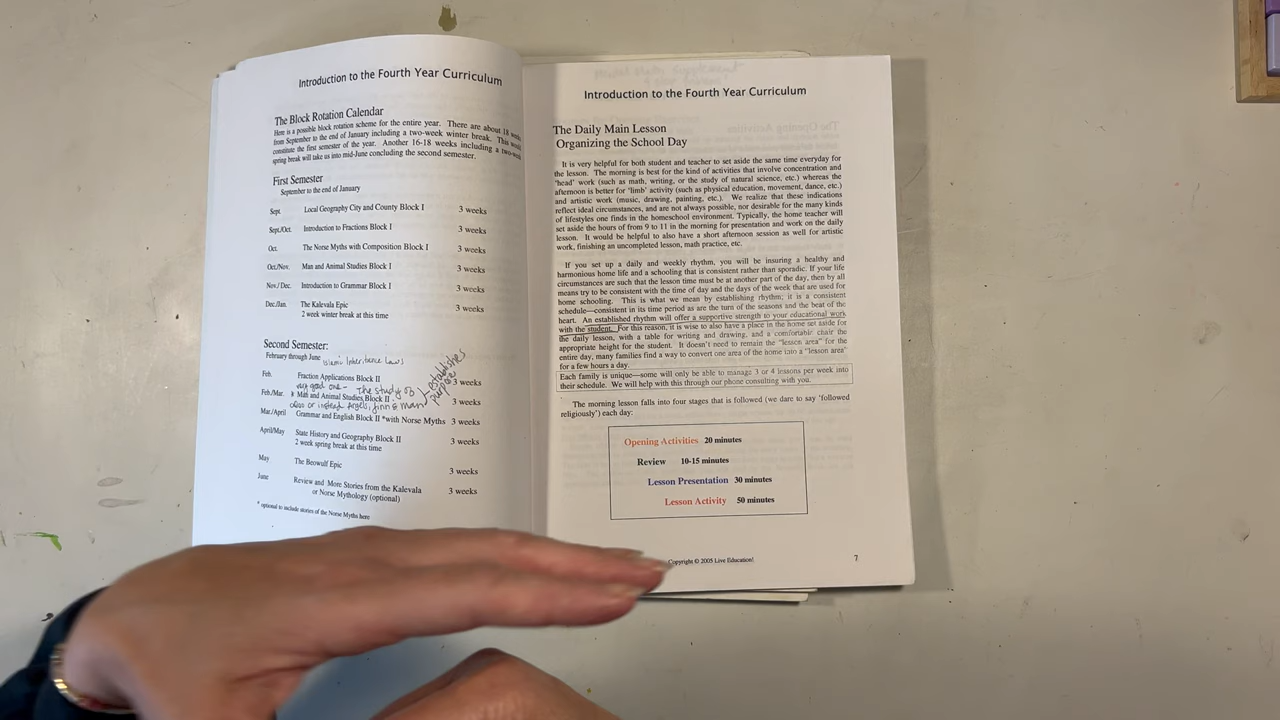 Introduction to the Fourth Year Curriculum
The Block Rotation Calendar
Here is a possible block rotation scheme for the entire year. There are about 18 weeks
from September to the end of January including a two-week winter break. This would
constitute the first semester of the year. Another 16-18 weeks including a two-week
spring break will take us into mid-June concluding the second semester.
First Semester
September to the end of January
Sept. Local Geography City and County Block I 3 weeks
Sept./Oct. Introduction to Fractions Block I 3 weeks
Oct. The Norse Myths with Composition Block I 3 weeks
Oct./Nov. Man and Animal Studies Block I 3 weeks
Nov./Dec. Introduction to Grammar Block I 3 weeks
Dec./Jan. The Kalevala Epic 3 weeks
2 week winter break at this time
Second Semester:
February through June Islamic Inheritance Laws
Feb. Fraction Applications Block II 3 weeks
very good one - The study of
Feb./Mar. Man and Animal Studies Block II 3 weeks
also or instead Angel, Jinn & man
establishes purpose
Mar./April Grammar and English Block II *with Norse Myths 3 weeks
April/May State History and Geography Block II 3 weeks
2 week spring break at this time
May The Beowulf Epic 3 weeks
June Review and More Stories from the Kalevala 3 weeks
or Norse Mythology (optional)
* optional to include stories of the Norse Myths here
Introduction to the Fourth Year Curriculum
The Daily Main Lesson
Organizing the School Day
It is very helpful for both student and teacher to set aside the same time everyday for
the lesson. The morning is best for the kind of activities that involve concentration and
'head' work (such as math, writing, or the study of natural science, etc.) whereas the
afternoon is better for 'limb' activity (such as physical education, movement, dance, etc.)
and artistic work (music, drawing, painting, etc.). We realize that these indications
reflect ideal circumstances, and are not always possible, nor desirable for the many kinds
of lifestyles one finds in the homeschool environment. Typically, the home teacher will
set aside the hours of from 9 to 11 in the morning for presentation and work on the daily
lesson. It would be helpful to also have a short afternoon session as well for artistic
work, finishing an uncompleted lesson, math practice, etc.
If you set up a daily and weekly rhythm, you will be insuring a healthy and
harmonious home life and a schooling that is consistent rather than sporadic. If your life
circumstances are such that the lesson time must be at another part of the day, then by all
means try to be consistent with the time of day and the days of the week that are used for
home schooling. This is what we mean by establishing rhythm; it is a consistent
schedule—consistent in its time period as are the turn of the seasons and the beat of the
heart. An established rhythm will offer a supportive strength to your educational work
with the student. For this reason, it is wise to also have a place in the home set aside for
the daily lesson, with a table for writing and drawing, and a comfortable chair the
appropriate height for the student. It doesn't need to remain the "lesson area" for the
entire day, many families find a way to convert one area of the home into a "lesson area"
for a few hours a day.
Each family is unique—some will only be able to manage 3 or 4 lessons per week into
their schedule. We will help with this through our phone consulting with you.
The morning lesson falls into four stages that is followed (we dare to say 'followed
religiously') each day:
Opening Activities 20 minutes
Review 10-15 minutes
Lesson Presentation 30 minutes
Lesson Activity 50 minutes
Copyright © 2005 Live Education!
7